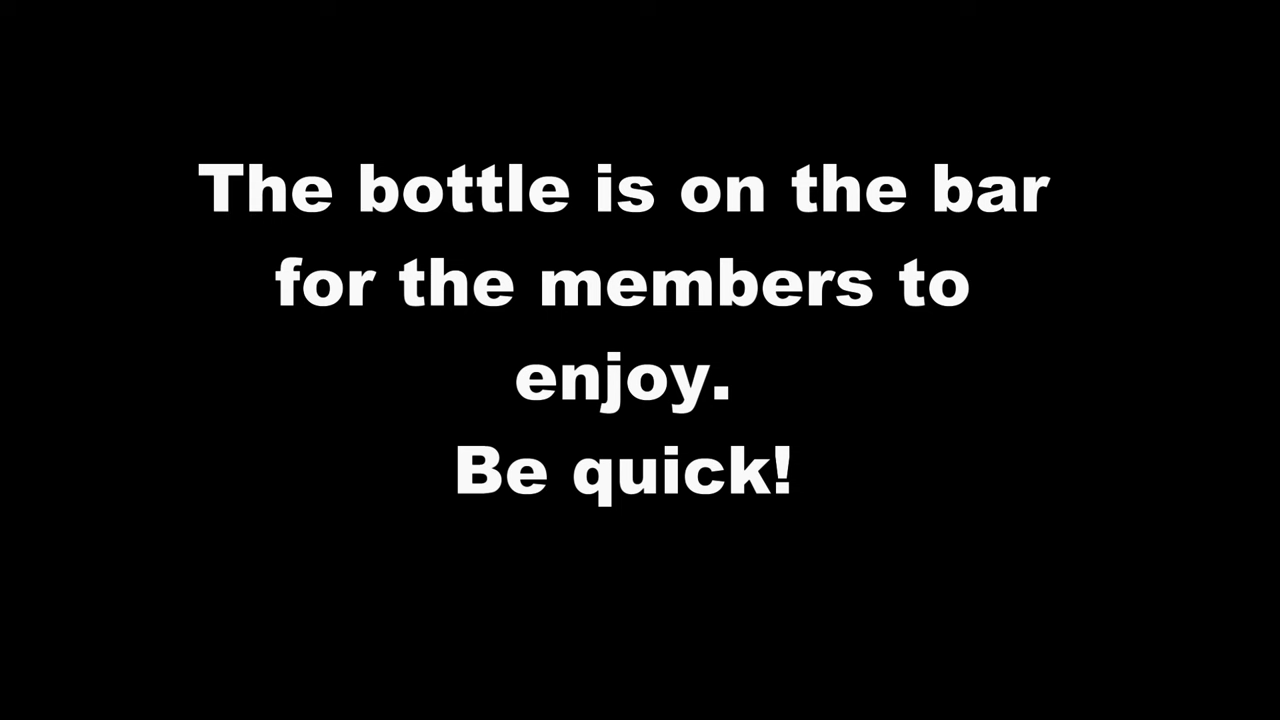 The bottle is on the bar
for the members to
enjoy.
Be quick!